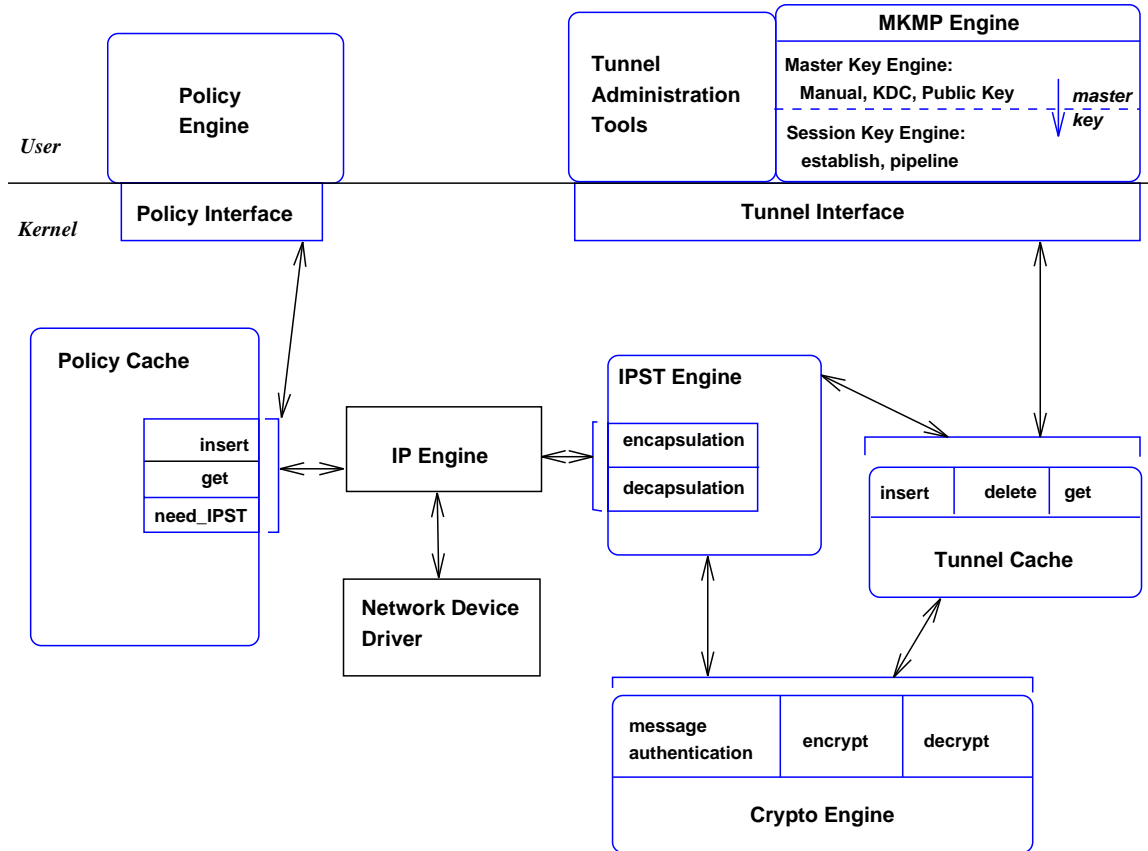 MKMP Engine
Policy
Engine
Tunnel
Administration
Tools
Master Key Engine:
Manual, KDC, Public Key
master
key
Session Key Engine:
establish, pipeline
User
Kernel
Policy Interface
Tunnel Interface
Policy Cache
insert
get
need_IPST
IP Engine
Network Device
Driver
IPST Engine
encapsulation
decapsulation
insert
delete
get
Tunnel Cache
message
authentication
encrypt
decrypt
Crypto Engine